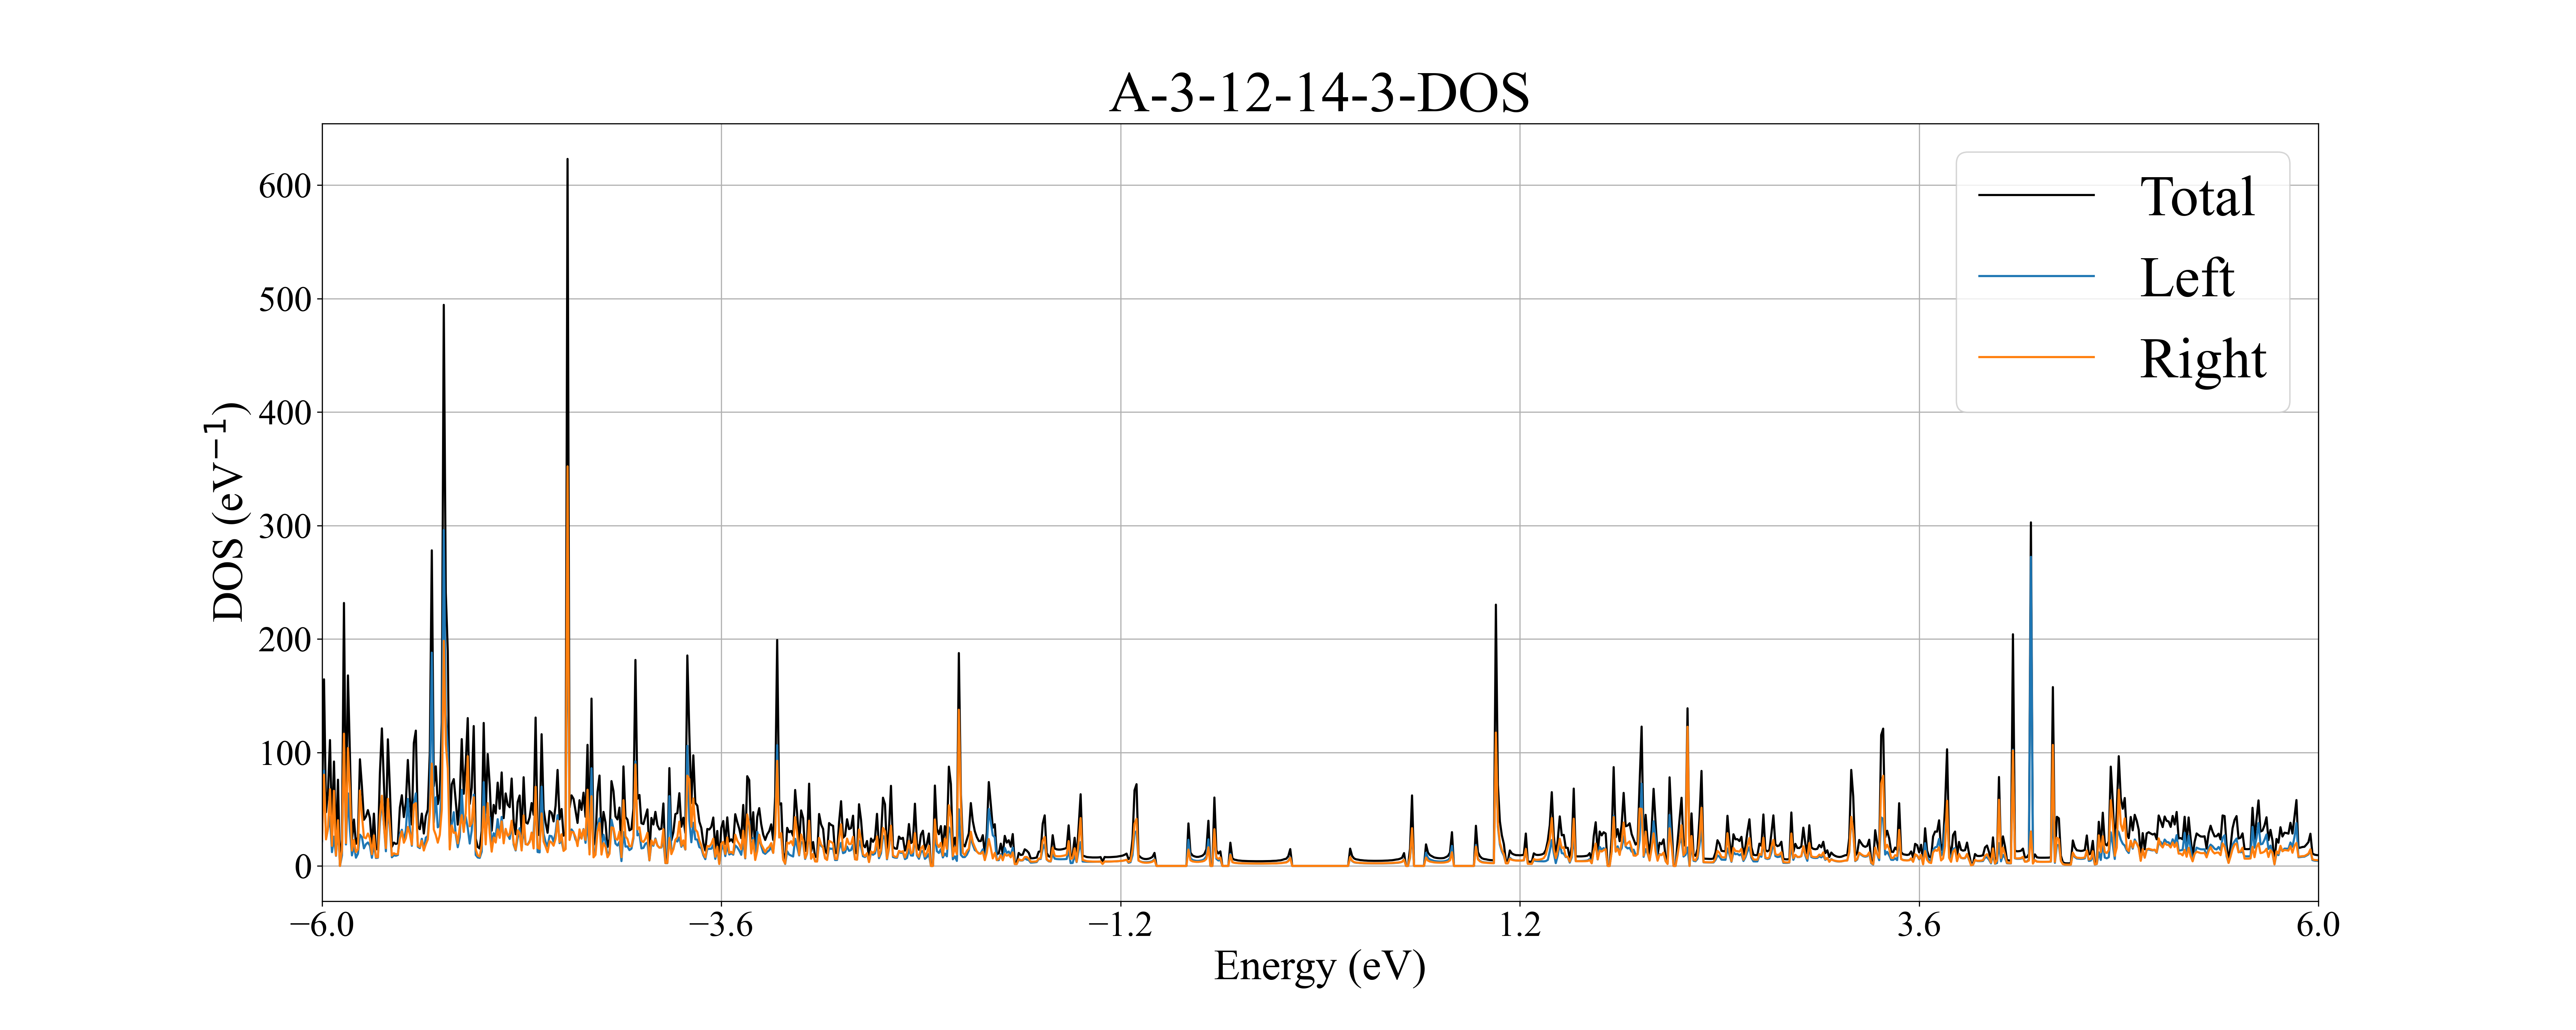 A-3-12-14-3-DOS
Total
Left
Right
600
500
400
300
200
100
0
DOS (eV⁻¹)
−6.0 −3.6 −1.2 1.2 3.6 6.0
Energy (eV)